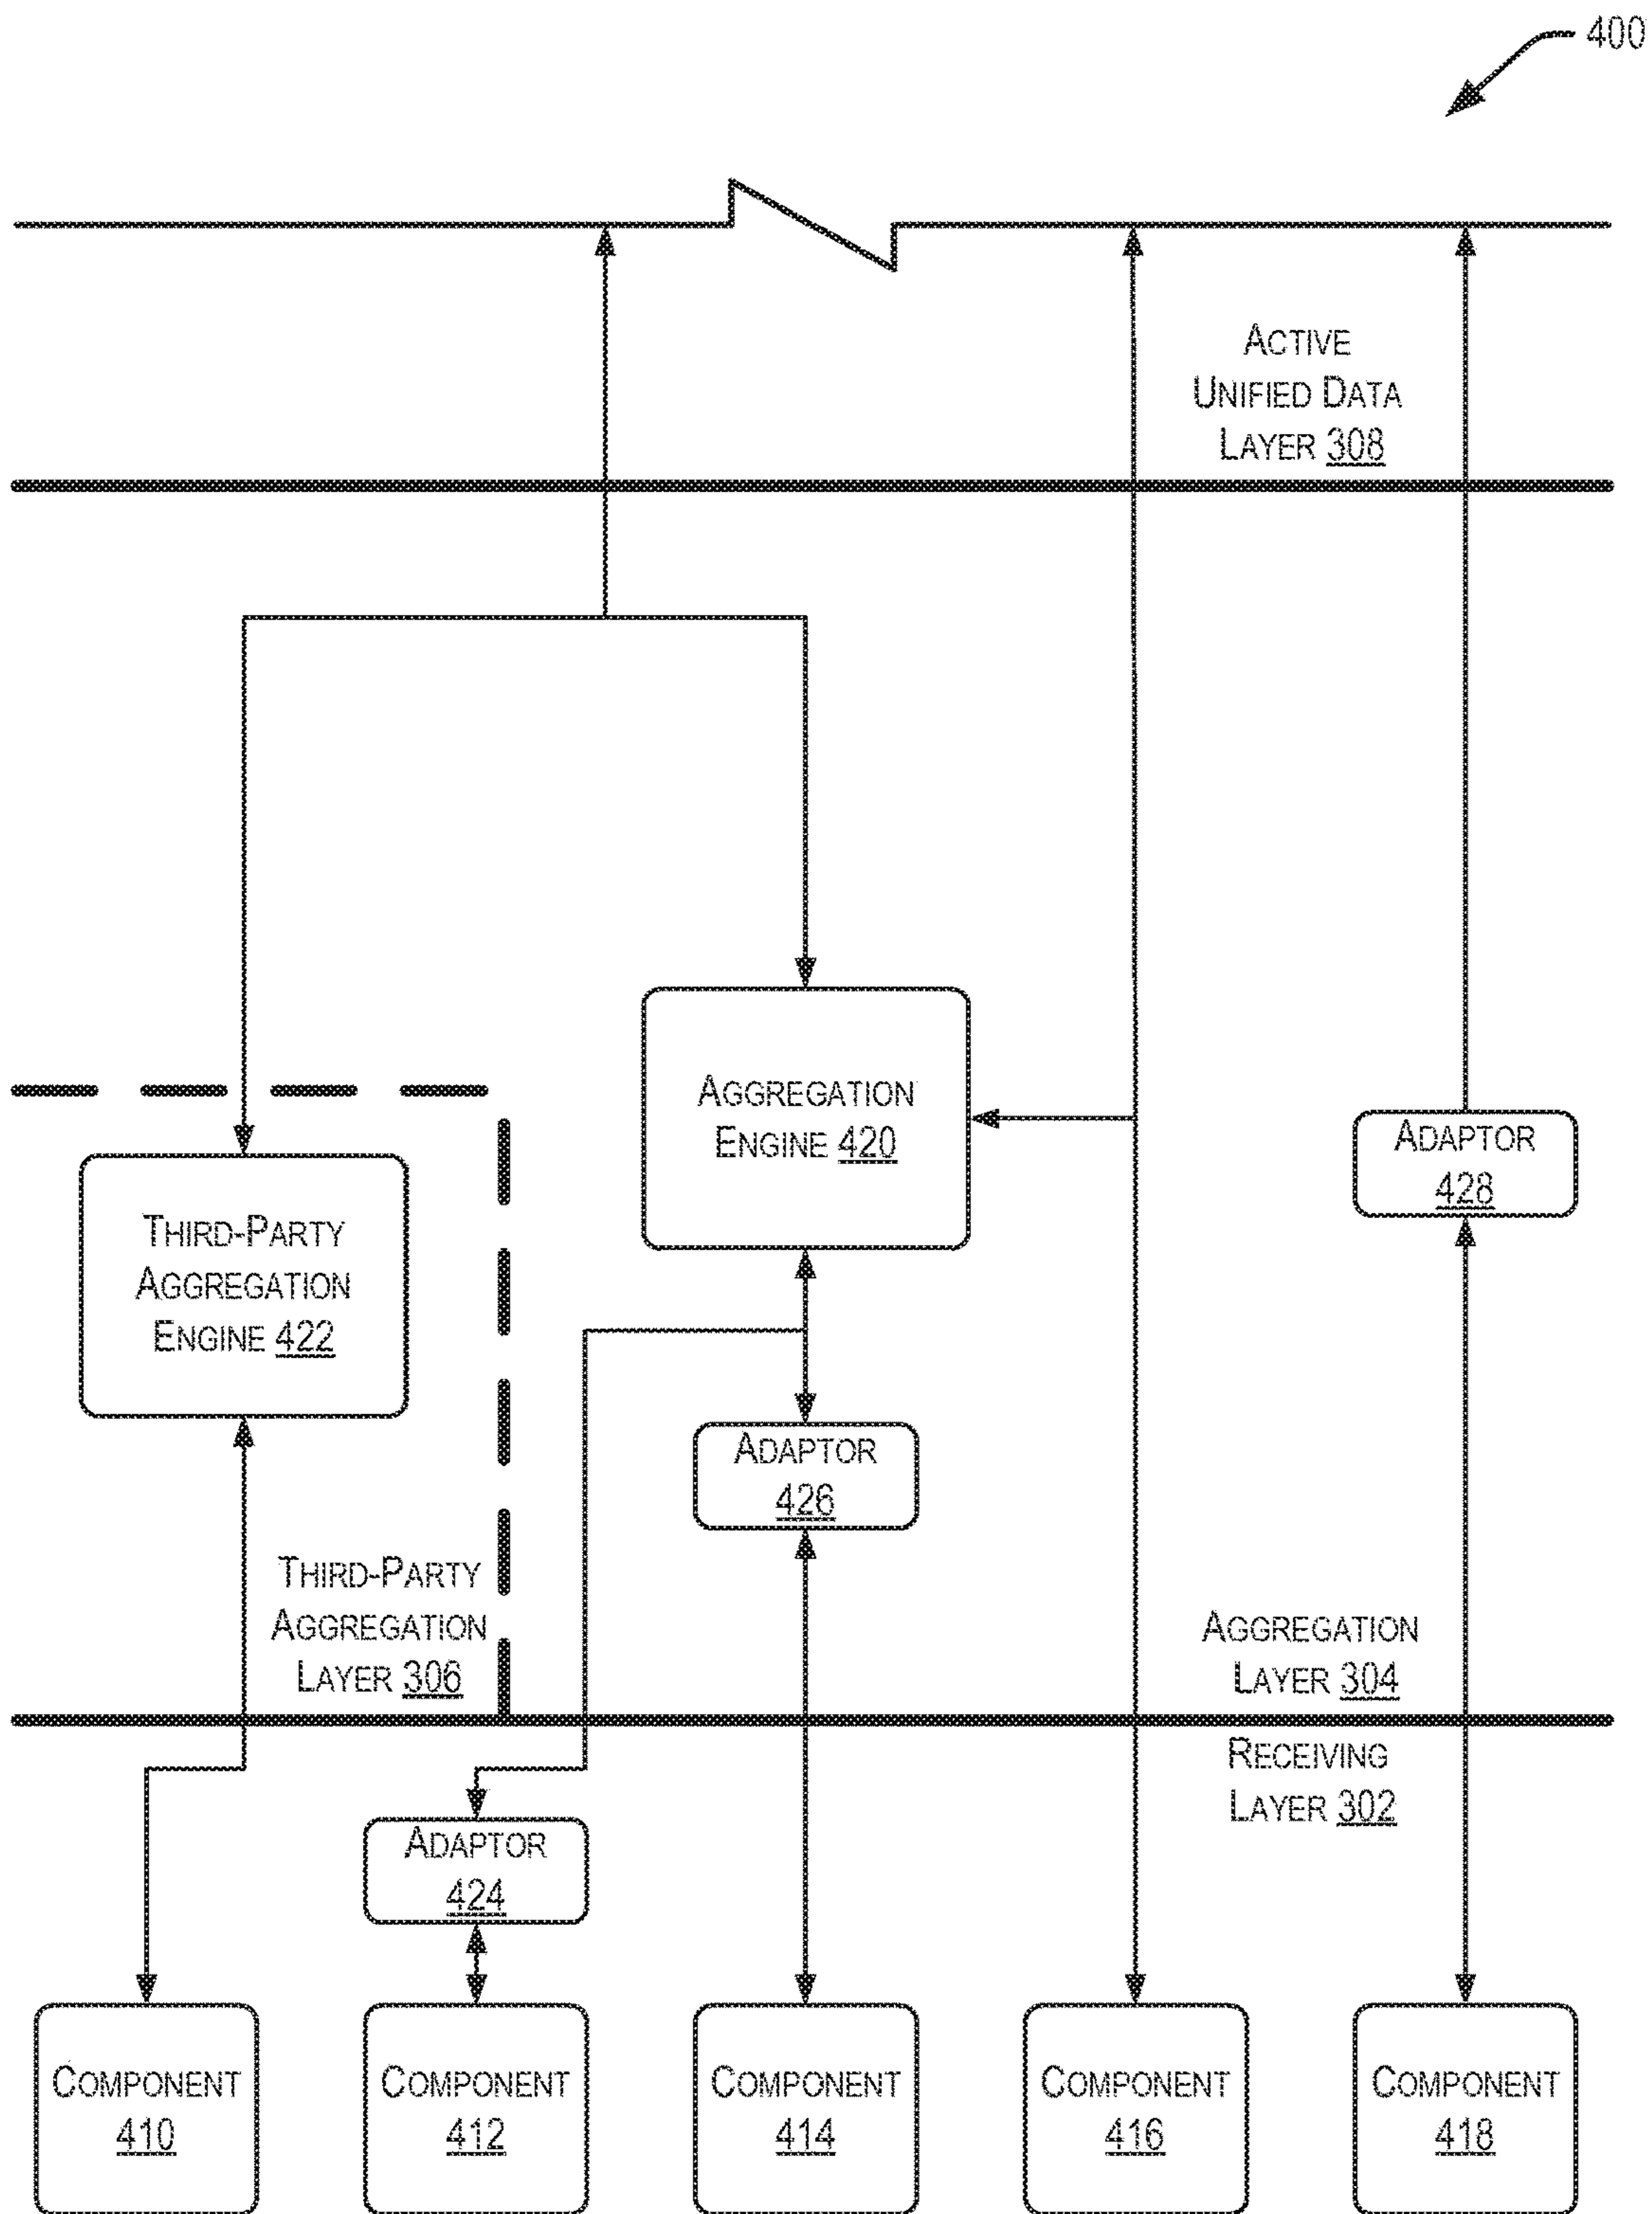 400
ACTIVE
UNIFIED DATA
LAYER 308
AGGREGATION
ENGINE 420
ADAPTOR
428
THIRD-PARTY
AGGREGATION
ENGINE 422
ADAPTOR
426
THIRD-PARTY
AGGREGATION
LAYER 306
AGGREGATION
LAYER 304
RECEIVING
LAYER 302
ADAPTOR
424
COMPONENT
410
COMPONENT
412
COMPONENT
414
COMPONENT
416
COMPONENT
418